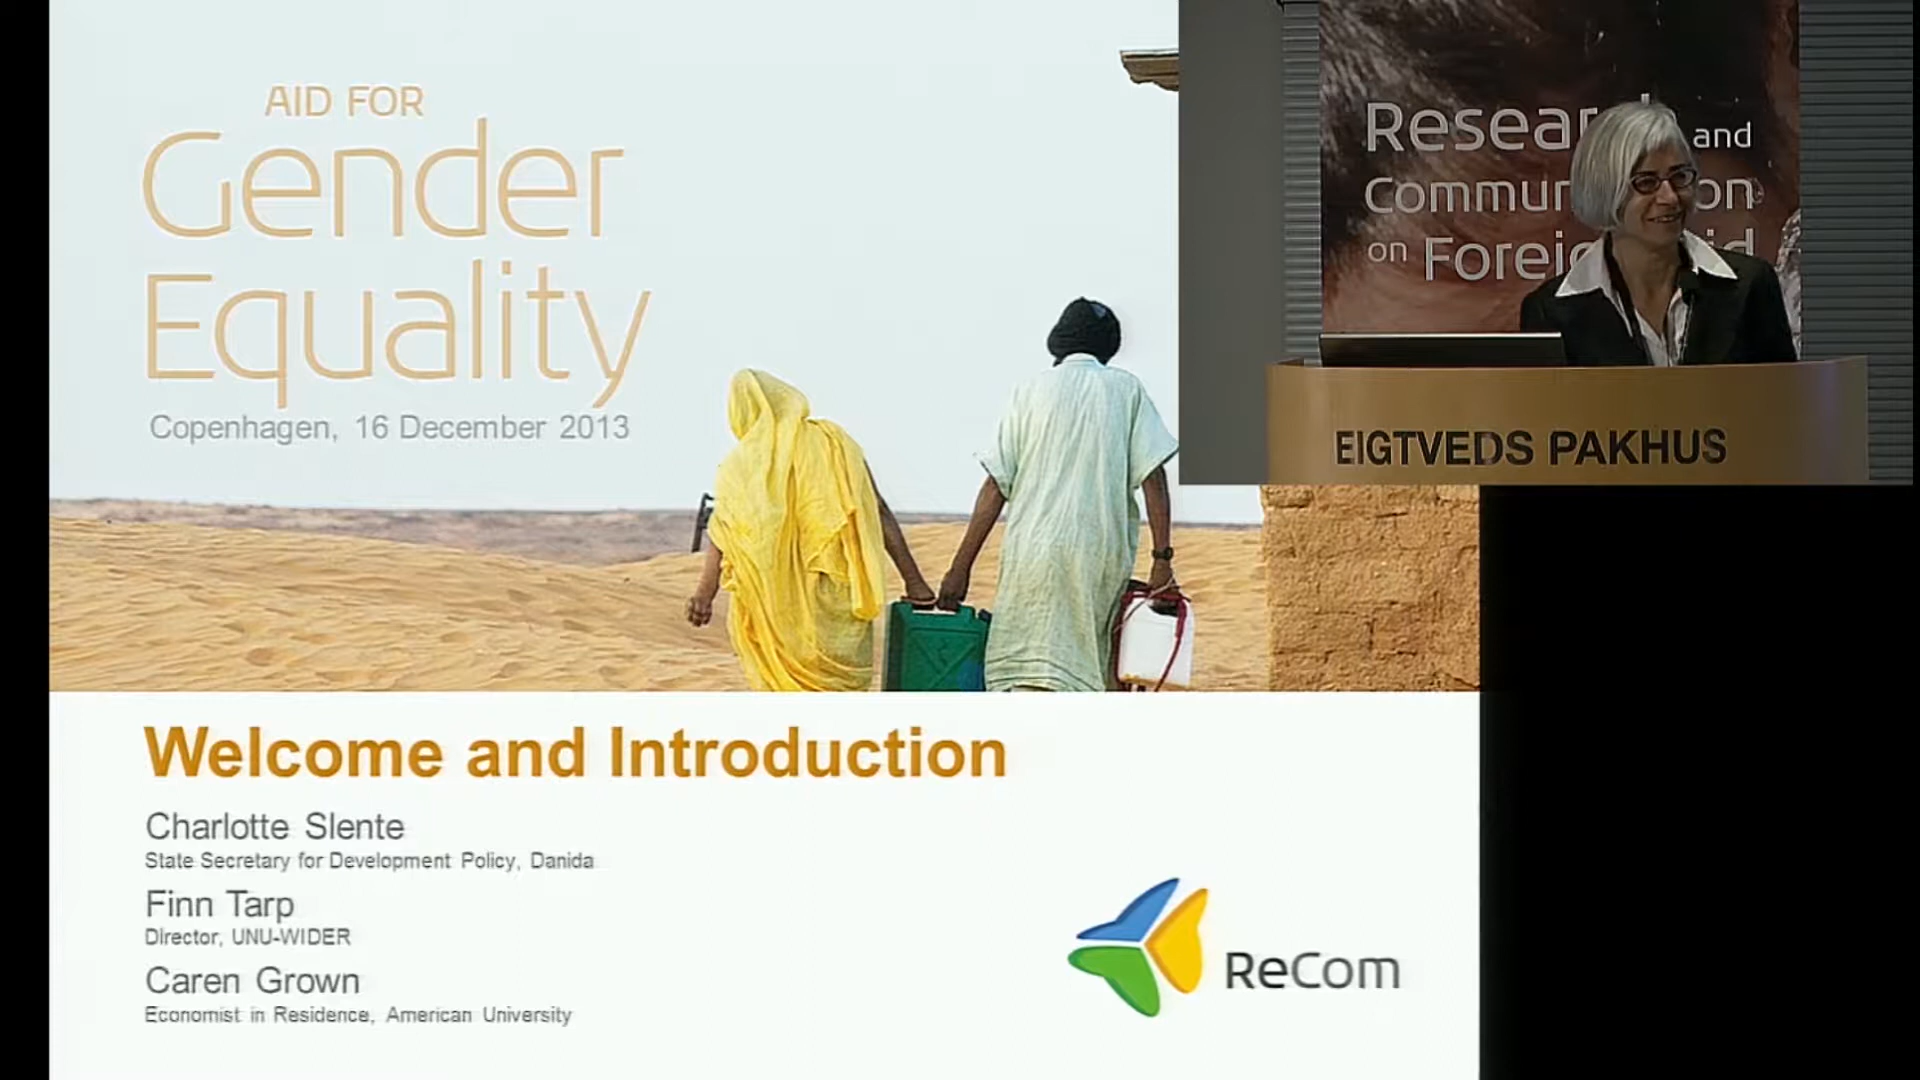 AID FOR
Gender
Equality
Copenhagen, 16 December 2013
Welcome and Introduction
Charlotte Slente
State Secretary for Development Policy, Danida
Finn Tarp
Director, UNU-WIDER
Caren Grown
Economist in Residence, American University
ReCom
and
on Foreig
EIGTVEDS PAKHUS